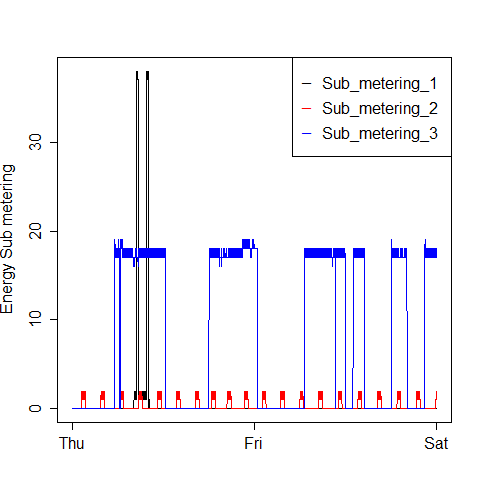 Sub_metering_1
Sub_metering_2
Sub_metering_3
Energy Sub metering
30
20
10
0
Thu Fri Sat